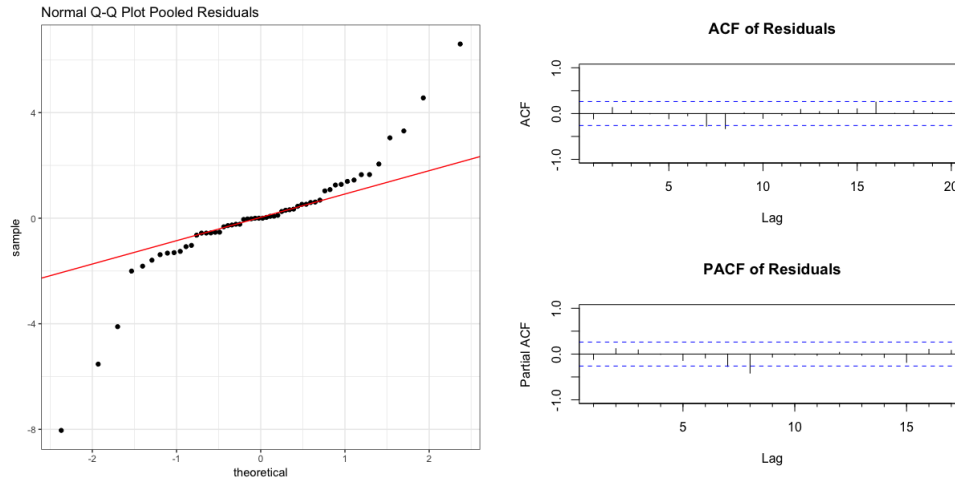 Normal Q-Q Plot Pooled Residuals
sample
4
0
-4
-8
-2
-1
0
1
2
theoretical
ACF of Residuals
ACF
1.0
0.0
-1.0
5
10
15
20
Lag
PACF of Residuals
Partial ACF
1.0
0.0
-1.0
5
10
15
Lag